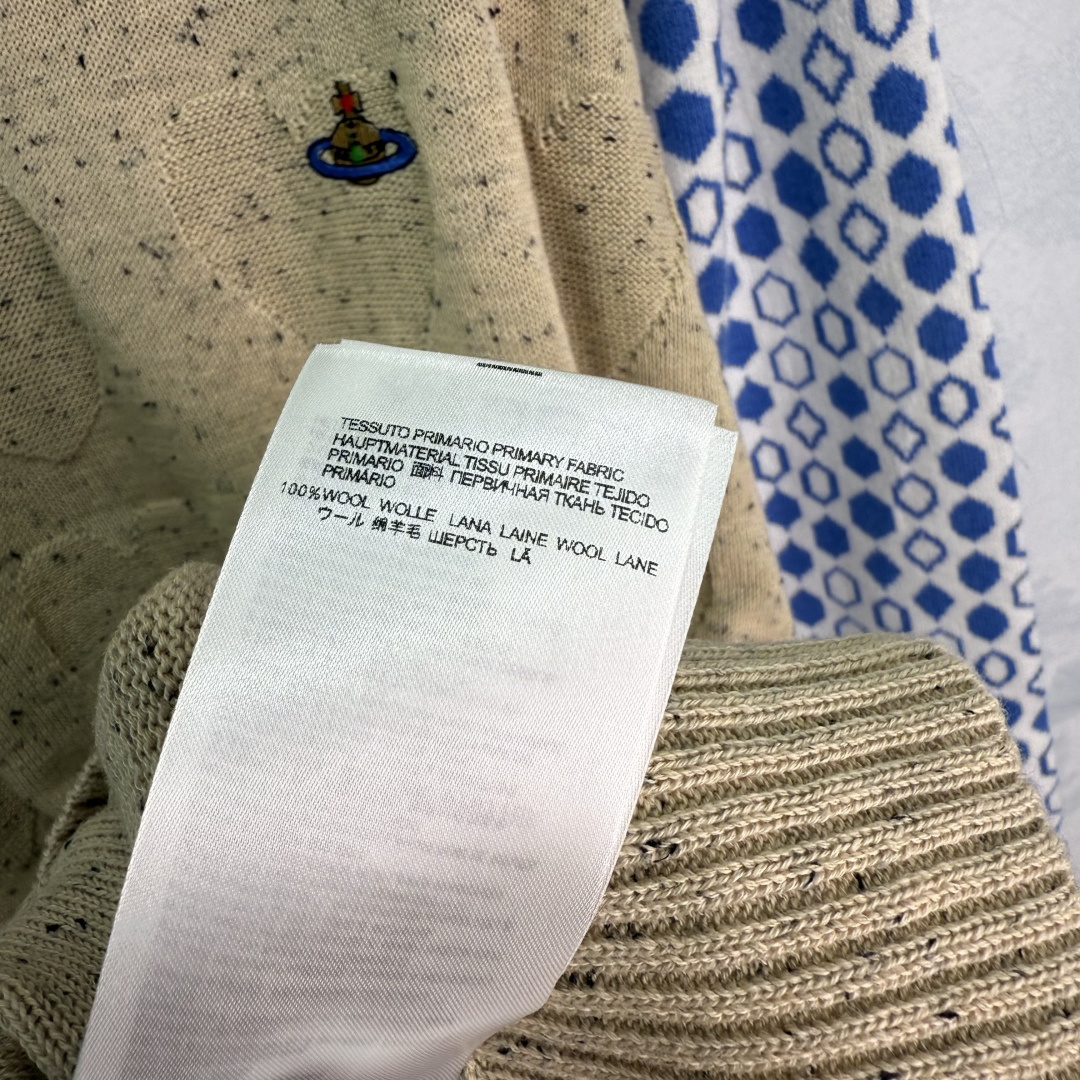 TESSUTO PRIMARIO PRIMARY FABRIC
HAUPTMATERIAL TISSU PRIMAIRE TEJIDO
PRIMARIO 面料 ПЕРВИЧНАЯ ТКАНЬ TECIDO
PRIMÁRIO
100%WOOL WOLLE LANA LAINE WOOL LANE
ウール 绵羊毛 ШЕРСТЬ LÃ